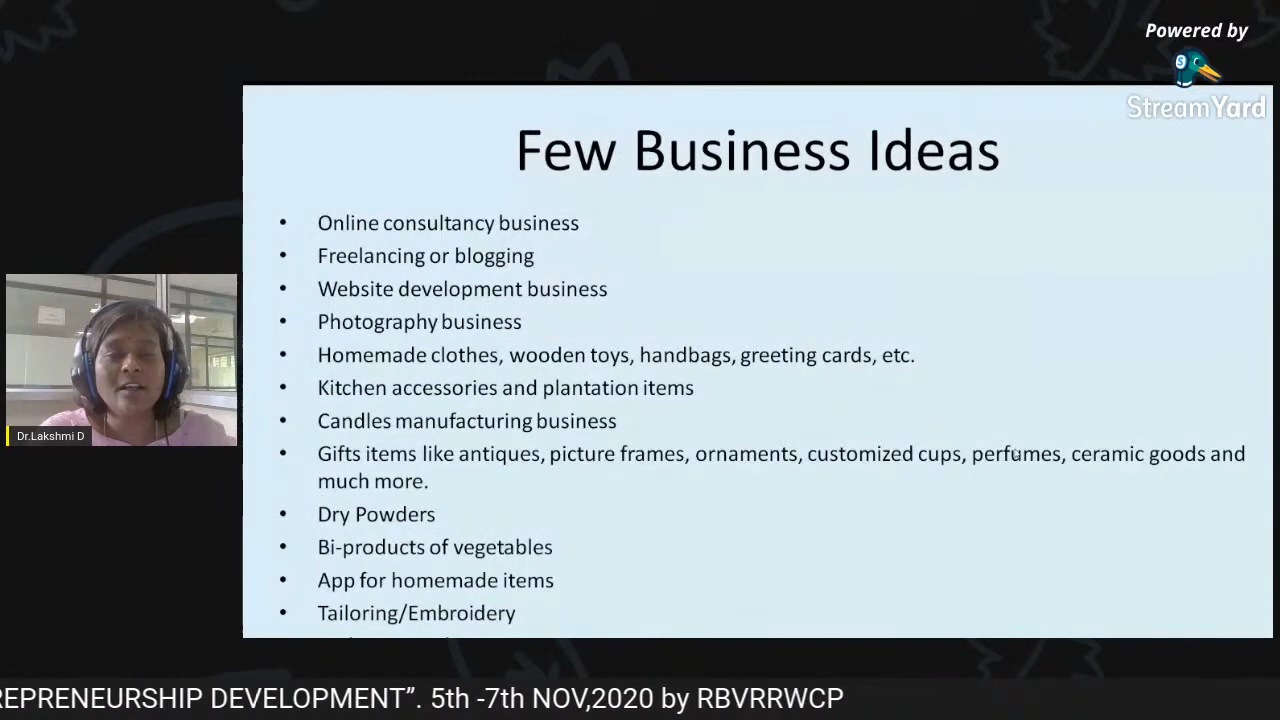 Powered by
StreamYard
Few Business Ideas
• Online consultancy business
• Freelancing or blogging
• Website development business
• Photography business
• Homemade clothes, wooden toys, handbags, greeting cards, etc.
• Kitchen accessories and plantation items
• Candles manufacturing business
• Gifts items like antiques, picture frames, ornaments, customized cups, perfumes, ceramic goods and
much more.
• Dry Powders
• Bi-products of vegetables
• App for homemade items
• Tailoring/Embroidery
Dr.Lakshmi D
REPRENEURSHIP DEVELOPMENT”. 5th -7th NOV,2020 by RBVRRWCP